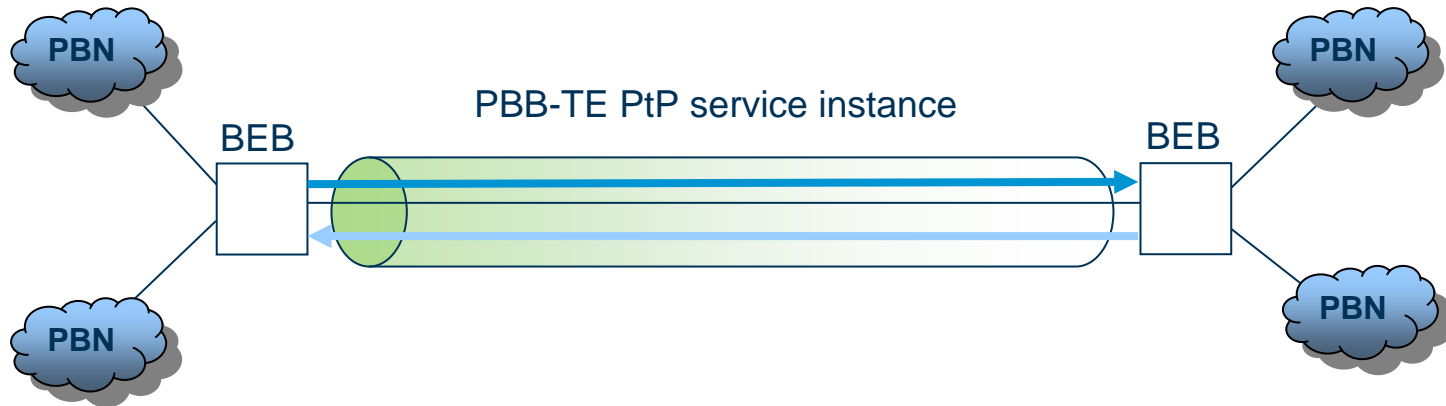 PBN
PBN
PBB-TE PtP service instance
BEB
BEB
PBN
PBN